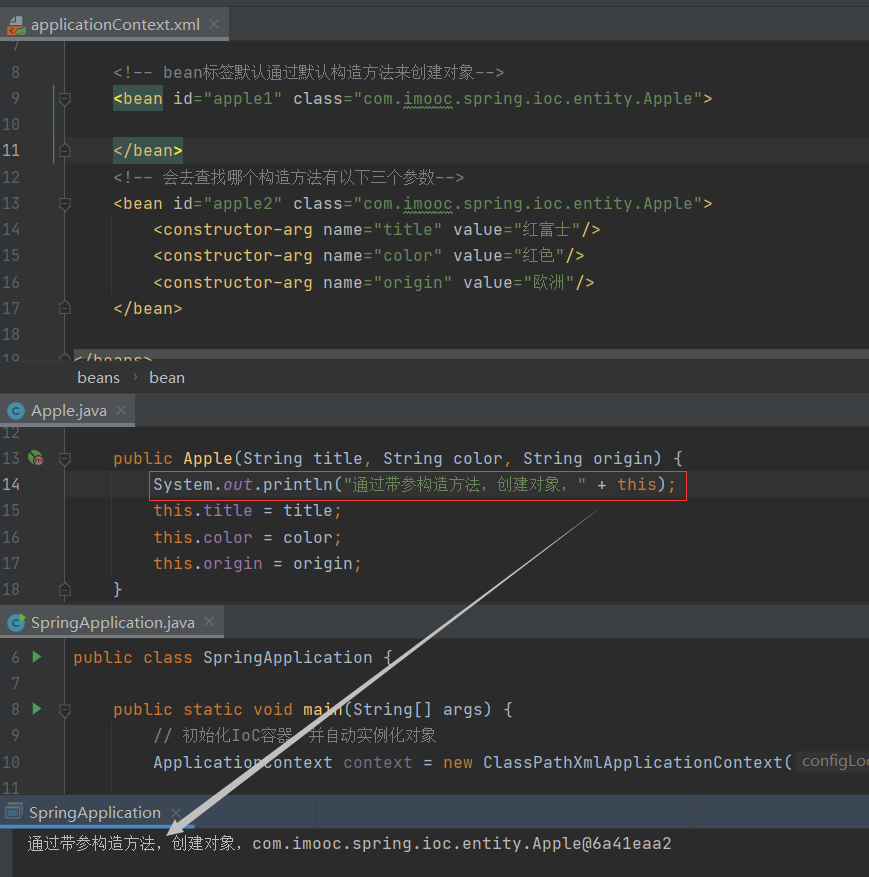 applicationContext.xml
7
8 <!-- bean标签默认通过默认构造方法来创建对象-->
9 <bean id="apple1" class="com.imooc.spring.ioc.entity.Apple">
10
11 </bean>
12 <!-- 会去查找哪个构造方法有以下三个参数-->
13 <bean id="apple2" class="com.imooc.spring.ioc.entity.Apple">
14 <constructor-arg name="title" value="红富士"/>
15 <constructor-arg name="color" value="红色"/>
16 <constructor-arg name="origin" value="欧洲"/>
17 </bean>
18
19 </beans>
beans › bean
Apple.java
12
13 public Apple(String title, String color, String origin) {
14 System.out.println("通过带参构造方法，创建对象，" + this);
15 this.title = title;
16 this.color = color;
17 this.origin = origin;
18 }
SpringApplication.java
6 public class SpringApplication {
7
8 public static void main(String[] args) {
9 // 初始化IoC容器 并自动实例化对象
10 ApplicationContext context = new ClassPathXmlApplicationContext( configLoc
11
SpringApplication
通过带参构造方法，创建对象，com.imooc.spring.ioc.entity.Apple@6a41eaa2